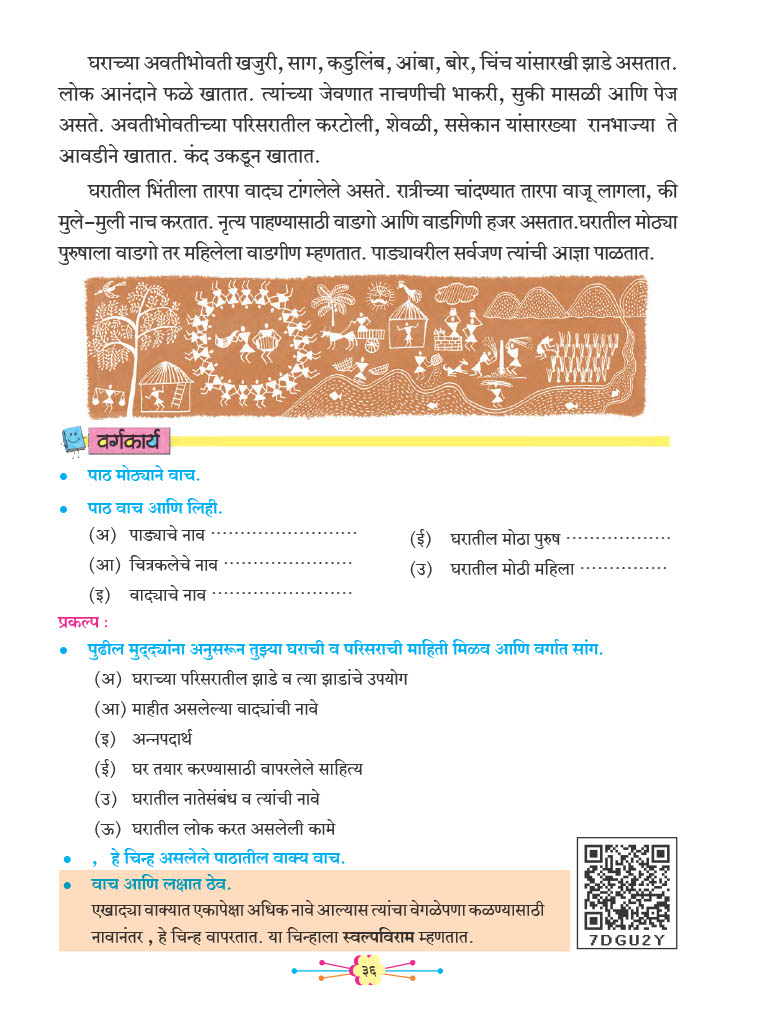 घराच्या अवतीभोवती खजुरी, साग, कडुलिंब, आंबा, बोर, चिंच यांसारखी झाडे असतात.
लोक आनंदाने फळे खातात. त्यांच्या जेवणात नाचणीची भाकरी, सुकी मासळी आणि पेज
असते. अवतीभोवतीच्या परिसरातील करटोली, शेवळी, ससेकान यांसारख्या रानभाज्या ते
आवडीने खातात. कंद उकडून खातात.
घरातील भिंतीला तारपा वाद्य टांगलेले असते. रात्रीच्या चांदण्यात तारपा वाजू लागला, की
मुले-मुली नाच करतात. नृत्य पाहण्यासाठी वाडगो आणि वाडगिणी हजर असतात.घरातील मोठ्या
पुरुषाला वाडगो तर महिलेला वाडगीण म्हणतात. पाड्यावरील सर्वजण त्यांची आज्ञा पाळतात.
वर्गकार्य
• पाठ मोठ्याने वाच.
• पाठ वाच आणि लिही.
(अ) पाड्याचे नाव .........................
(आ) चित्रकलेचे नाव ......................
(इ) वाद्याचे नाव ........................
(ई) घरातील मोठा पुरुष ..................
(उ) घरातील मोठी महिला ...............
प्रकल्प :
• पुढील मुद्द्यांना अनुसरून तुझ्या घराची व परिसराची माहिती मिळव आणि वर्गात सांग.
(अ) घराच्या परिसरातील झाडे व त्या झाडांचे उपयोग
(आ) माहीत असलेल्या वाद्यांची नावे
(इ) अन्नपदार्थ
(ई) घर तयार करण्यासाठी वापरलेले साहित्य
(उ) घरातील नातेसंबंध व त्यांची नावे
(ऊ) घरातील लोक करत असलेली कामे
• , हे चिन्ह असलेले पाठातील वाक्य वाच.
• वाच आणि लक्षात ठेव.
एखाद्या वाक्यात एकापेक्षा अधिक नावे आल्यास त्यांचा वेगळेपणा कळण्यासाठी
नावानंतर , हे चिन्ह वापरतात. या चिन्हाला स्वल्पविराम म्हणतात.
7DGU2Y
३६